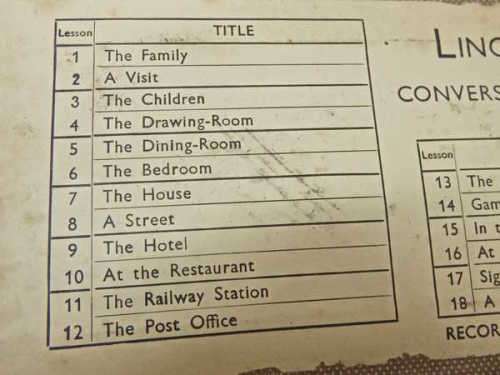 Lesson TITLE
1 The Family
2 A Visit
3 The Children
4 The Drawing-Room
5 The Dining-Room
6 The Bedroom
7 The House
8 A Street
9 The Hotel
10 At the Restaurant
11 The Railway Station
12 The Post Office
LINC
CONVERS
Lesson
13 The
14 Gam
15 In t
16 At
17 Sig
18 A
RECOR